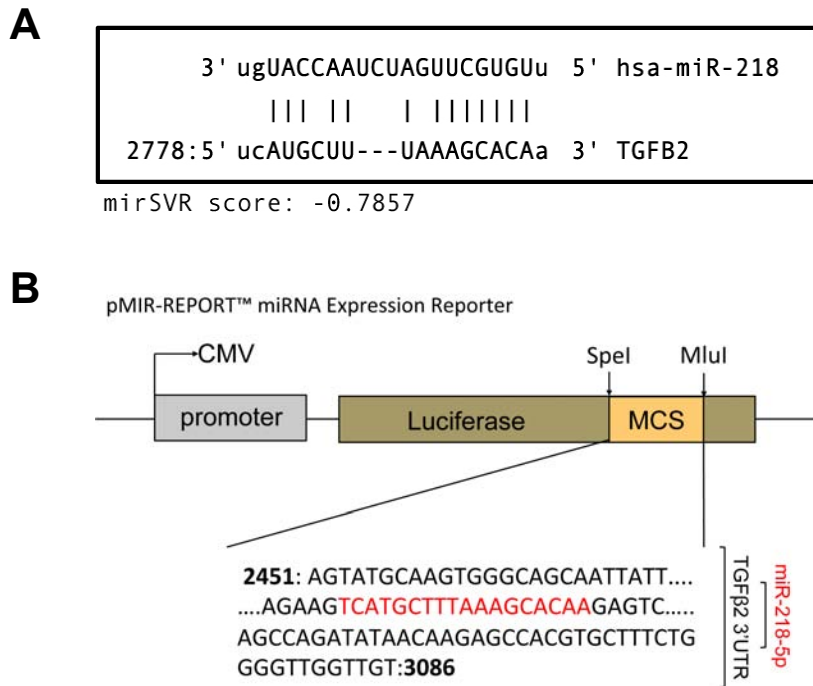 A
3' ugUACCAAUCUAGUUCGUGUu 5' hsa-miR-218
||| || | |||||||
2778:5' ucAUGCUU---UAAAGCACAa 3' TGFB2
mirSVR score: -0.7857
B
pMIR-REPORT™ miRNA Expression Reporter
CMV
SpeI
MluI
promoter
Luciferase
MCS
2451: AGTATGCAAGTGGGCAGCAATTATT....
....AGAAGTCATGCTTTAAAGCACAAGAGTC.....
AGCCAGATATAACAAGAGCCACGTGCTTTCTG
GGGTTGGTTGT:3086
TGFβ2 3'UTR
miR-218-5p